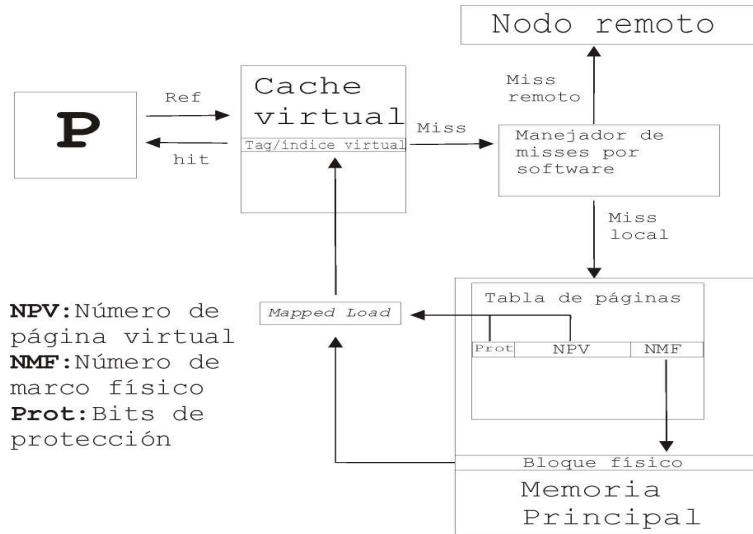 Nodo remoto
Miss
remoto
Ref
P
hit
Cache
virtual
Tag/índice virtual
Miss
Manejador de
misses por
software
Miss
local
Tabla de páginas
Prot NPV NMF
Mapped Load
Bloque físico
Memoria
Principal
NPV:Número de
página virtual
NMF:Número de
marco físico
Prot:Bits de
protección